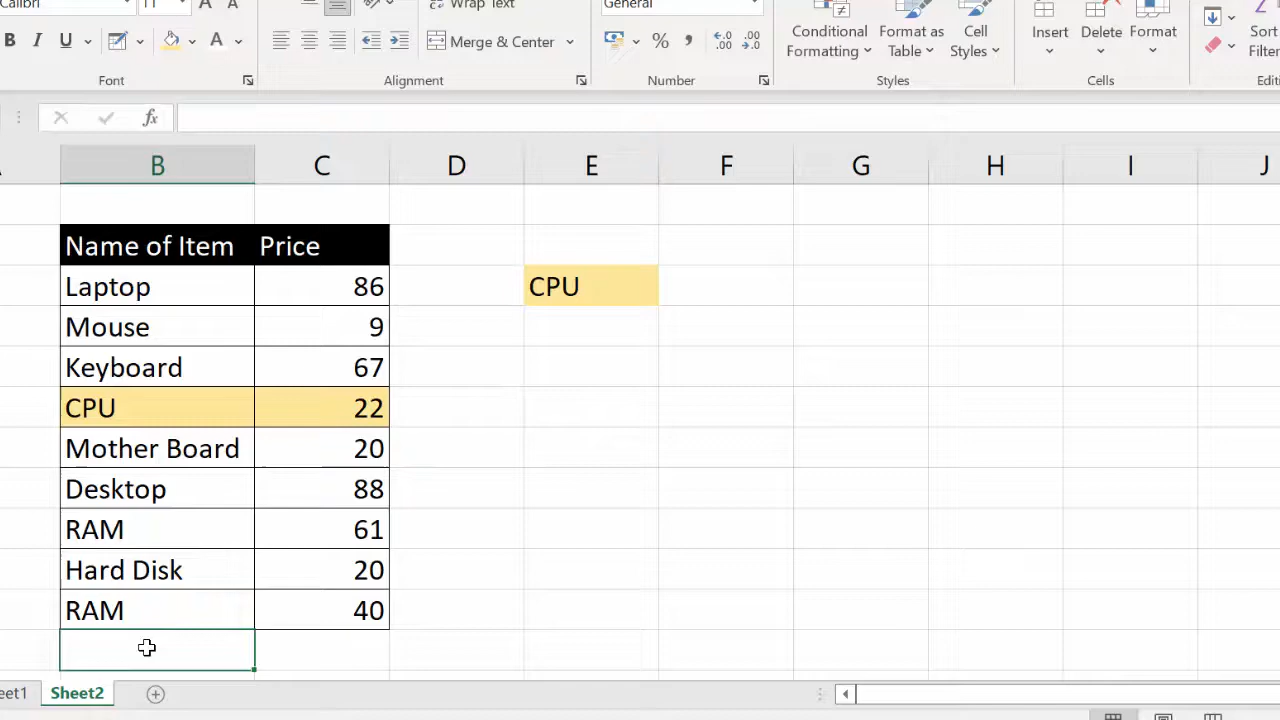 Calibri 11 A A Wrap Text General
B I U A Merge & Center % , Conditional Format as Cell Insert Delete Format Sort
Formatting Table Styles
Font Alignment Number Styles Cells Editi
fx
B C D E F G H I J
Name of Item Price
Laptop 86 CPU
Mouse 9
Keyboard 67
CPU 22
Mother Board 20
Desktop 88
RAM 61
Hard Disk 20
RAM 40
eet1 Sheet2